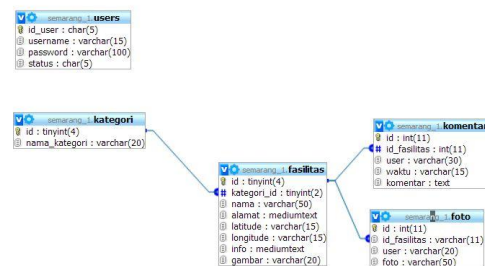 semarang_1.users
id_user : char(5)
username : varchar(15)
password : varchar(100)
status : char(5)
semarang_1.kategori
id : tinyint(4)
nama_kategori : varchar(20)
semarang_1.fasilitas
id : tinyint(4)
kategori_id : tinyint(2)
nama : varchar(50)
alamat : mediumtext
latitude : varchar(15)
longitude : varchar(15)
info : mediumtext
gambar : varchar(20)
semarang_1.komentar
id : int(11)
id_fasilitas : int(11)
user : varchar(30)
waktu : varchar(15)
komentar : text
semarang_1.foto
id : int(11)
id_fasilitas : varchar(11)
user : varchar(20)
foto : varchar(50)